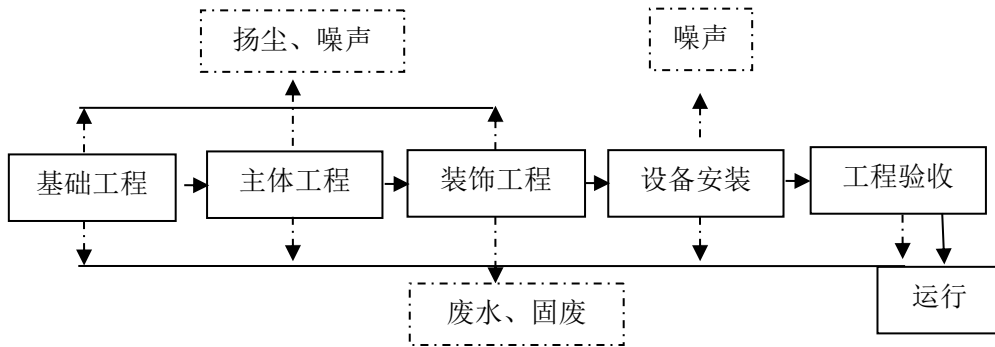 扬尘、噪声
噪声
基础工程
主体工程
装饰工程
设备安装
工程验收
废水、固废
运行